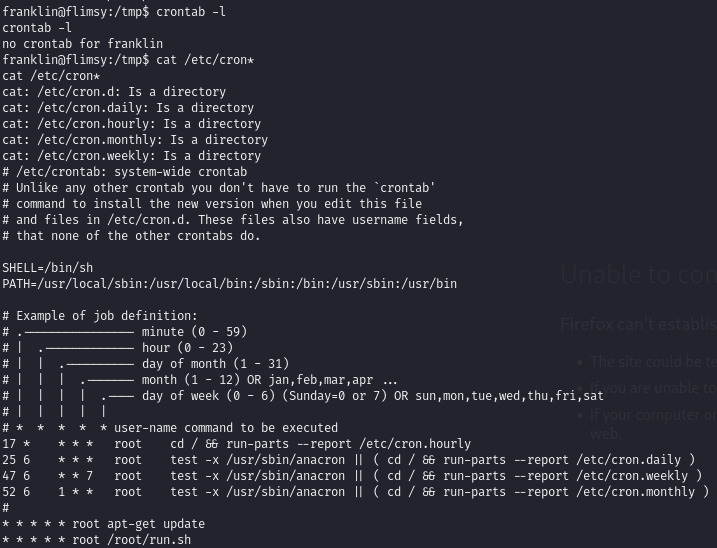 franklin@flimsy:/tmp$ crontab -l
crontab -l
no crontab for franklin
franklin@flimsy:/tmp$ cat /etc/cron*
cat /etc/cron*
cat: /etc/cron.d: Is a directory
cat: /etc/cron.daily: Is a directory
cat: /etc/cron.hourly: Is a directory
cat: /etc/cron.monthly: Is a directory
cat: /etc/cron.weekly: Is a directory
# /etc/crontab: system-wide crontab
# Unlike any other crontab you don't have to run the `crontab'
# command to install the new version when you edit this file
# and files in /etc/cron.d. These files also have username fields,
# that none of the other crontabs do.
SHELL=/bin/sh
PATH=/usr/local/sbin:/usr/local/bin:/sbin:/bin:/usr/sbin:/usr/bin
# Example of job definition:
# .---------------- minute (0 - 59)
# |  .------------- hour (0 - 23)
# |  |  .---------- day of month (1 - 31)
# |  |  |  .------- month (1 - 12) OR jan,feb,mar,apr ...
# |  |  |  |  .---- day of week (0 - 6) (Sunday=0 or 7) OR sun,mon,tue,wed,thu,fri,sat
# |  |  |  |  |
# *  *  *  *  * user-name command to be executed
17 *    * * *   root    cd / && run-parts --report /etc/cron.hourly
25 6    * * *   root    test -x /usr/sbin/anacron || ( cd / && run-parts --report /etc/cron.daily )
47 6    * * 7   root    test -x /usr/sbin/anacron || ( cd / && run-parts --report /etc/cron.weekly )
52 6    1 * *   root    test -x /usr/sbin/anacron || ( cd / && run-parts --report /etc/cron.monthly )
#
* * * * * root apt-get update
* * * * * root /root/run.sh
Unable to con
Firefox can't establis
The site could be te
If you are unable to
If your computer or
web.